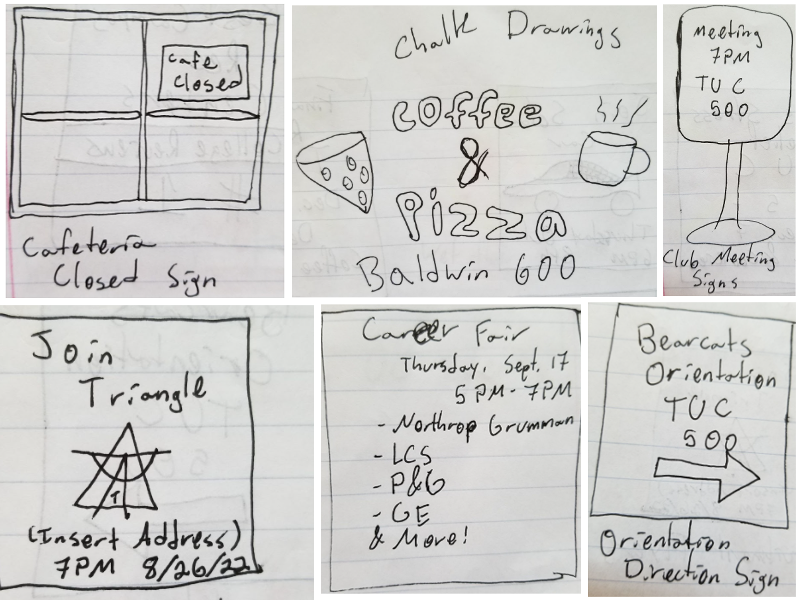 Cafe
Closed
Cafeteria
Closed Sign
Chalk Drawings
Coffee
&
Pizza
Baldwin 600
Meeting
7PM
TUC
500
Club Meeting
Signs
Join
Triangle
T
(Insert Address)
7PM 8/26/22
Career Fair
Thursday, Sept. 17
5PM-7PM
- Northrop Grumman
- LCS
- P&G
- GE
& More!
Bearcats
Orientation
TUC
500
Orientation
Direction Sign